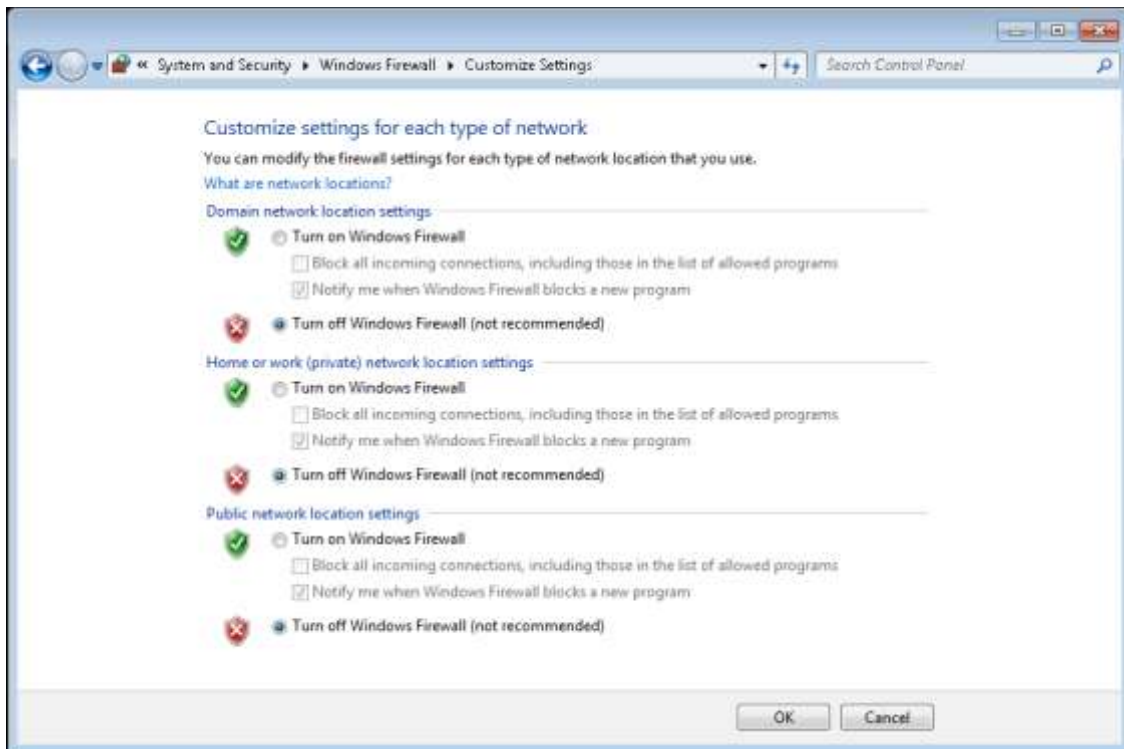 « System and Security ▸ Windows Firewall ▸ Customize Settings
Search Control Panel
Customize settings for each type of network
You can modify the firewall settings for each type of network location that you use.
What are network locations?
Domain network location settings
Turn on Windows Firewall
Block all incoming connections, including those in the list of allowed programs
Notify me when Windows Firewall blocks a new program
Turn off Windows Firewall (not recommended)
Home or work (private) network location settings
Turn on Windows Firewall
Block all incoming connections, including those in the list of allowed programs
Notify me when Windows Firewall blocks a new program
Turn off Windows Firewall (not recommended)
Public network location settings
Turn on Windows Firewall
Block all incoming connections, including those in the list of allowed programs
Notify me when Windows Firewall blocks a new program
Turn off Windows Firewall (not recommended)
OK Cancel